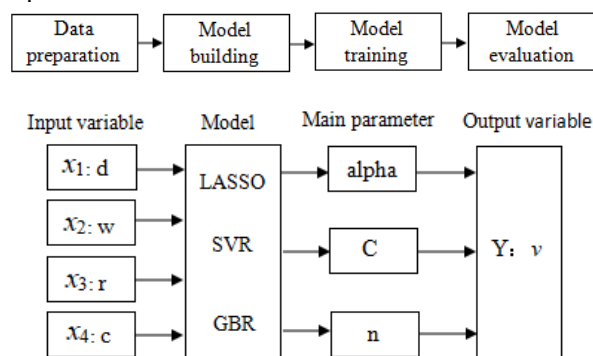 Data preparation
Model building
Model training
Model evaluation
Input variable
Model
Main parameter
Output variable
x1: d
x2: w
x3: r
x4: c
LASSO
SVR
GBR
alpha
C
n
Y： v